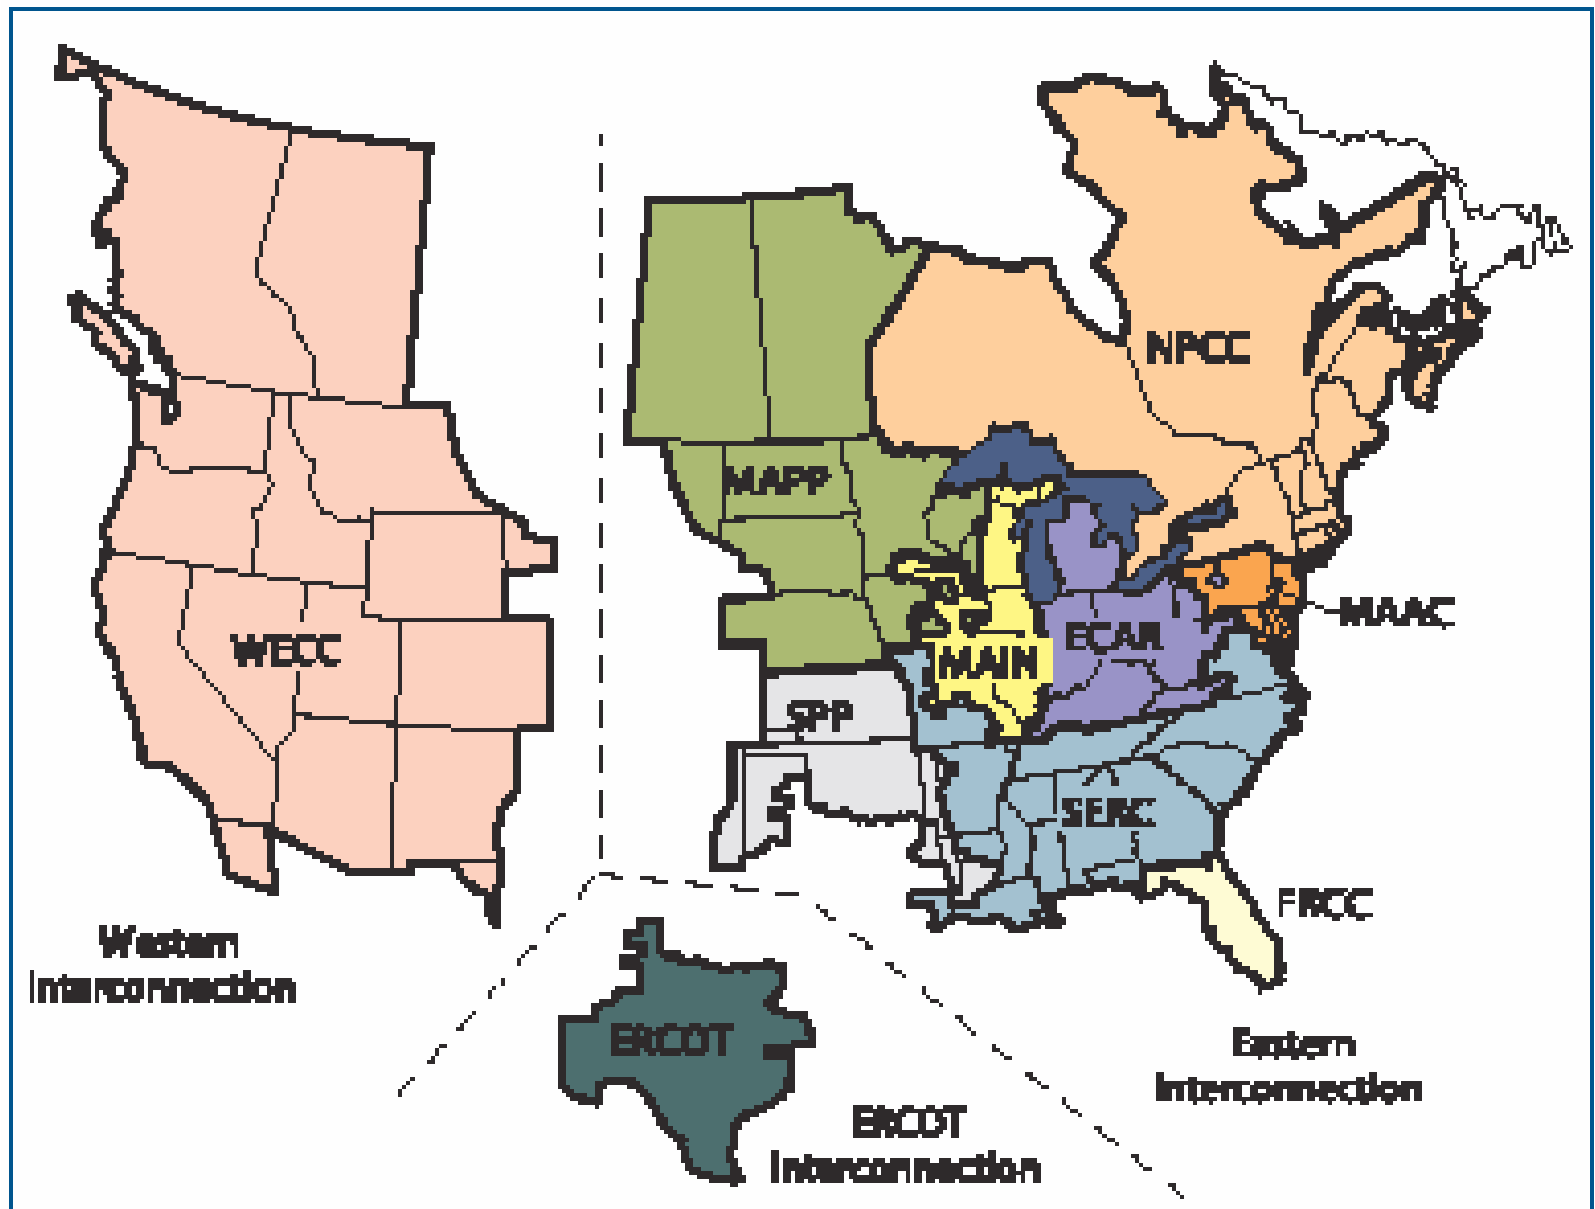 NPCC
MAPP
MAAC
ECAR
WECC
MAIN
SPP
SERC
FRCC
Western
Interconnection
ERCOT
Eastern
Interconnection
ERCOT
Interconnection